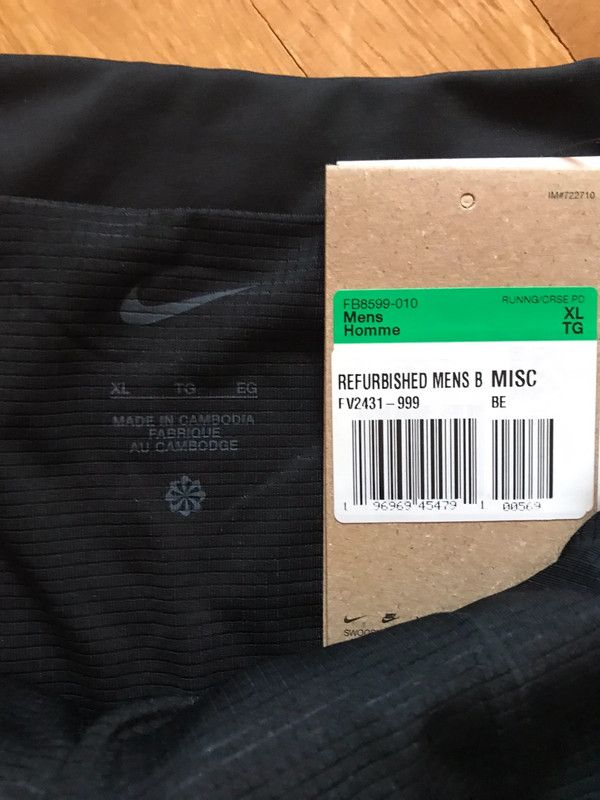 IM#722710
FB8599-010
RUNNG/CRSE PD
Mens XL
Homme TG
REFURBISHED MENS B MISC
FV2431-999 BE
1 96969 45479 1 00569
XL TG EG
MADE IN CAMBODIA
FABRIQUE
AU CAMBODGE